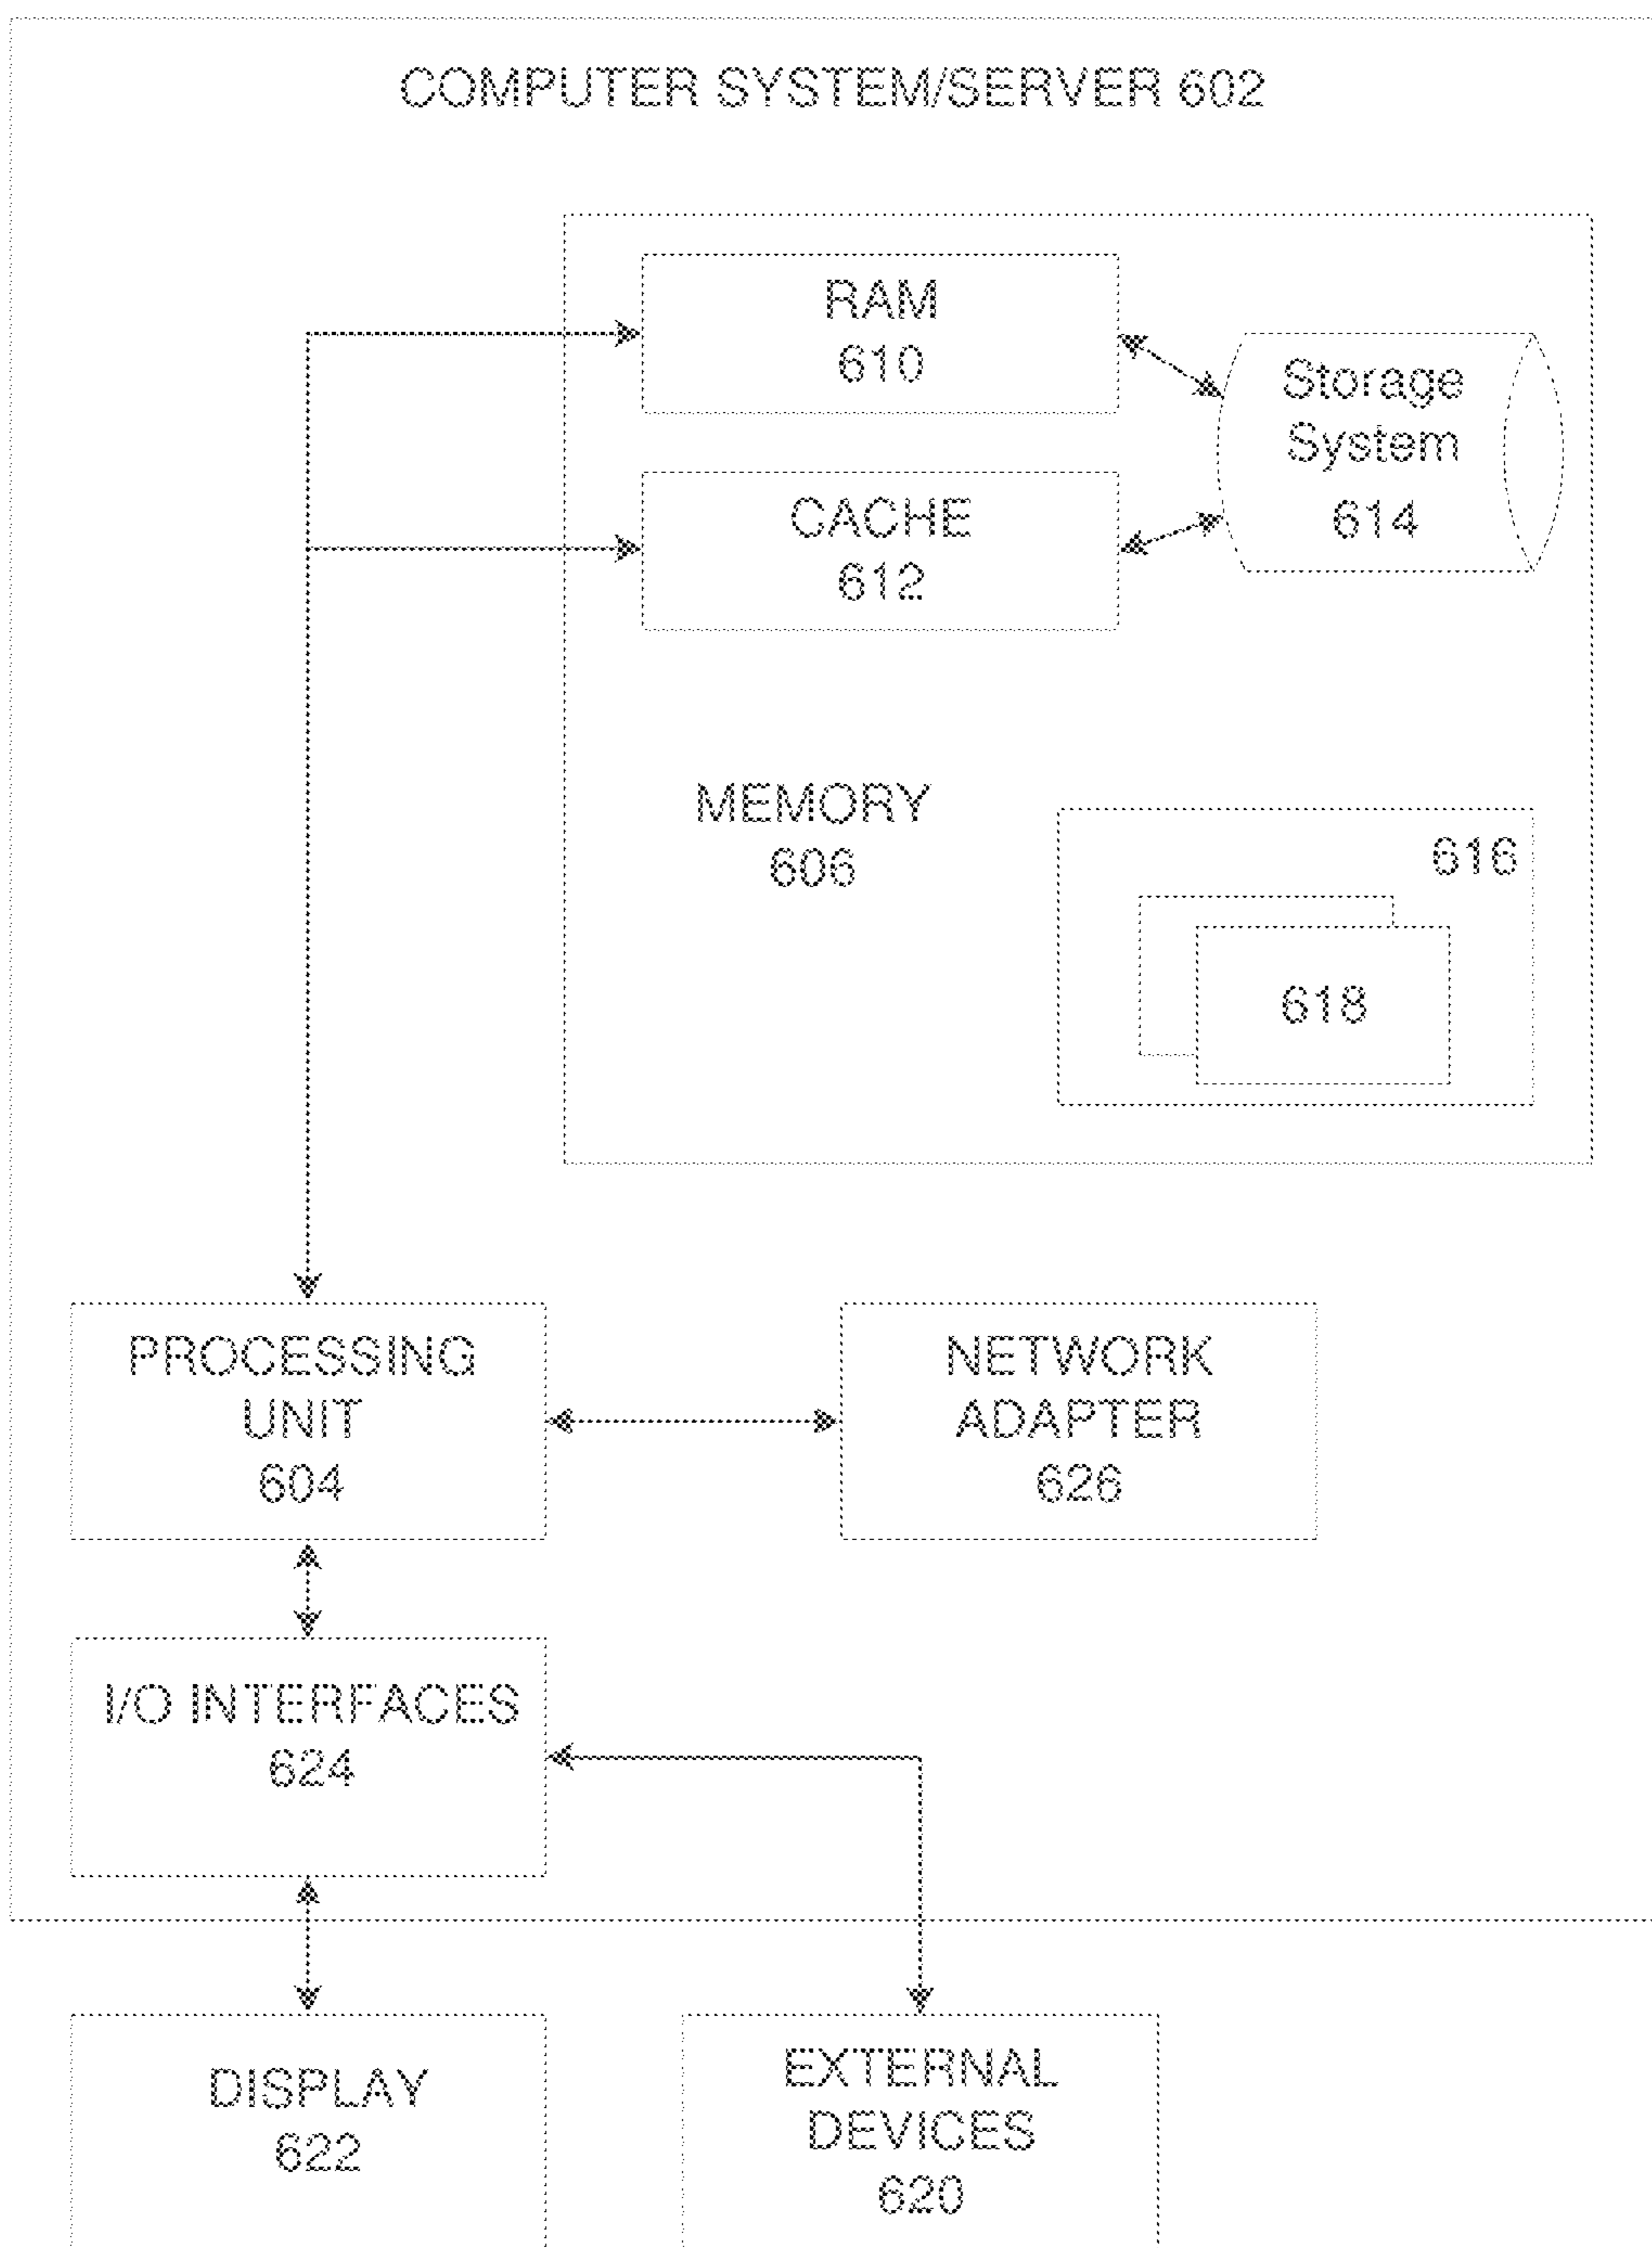 COMPUTER SYSTEM/SERVER 602
RAM
610
Storage
System
614
CACHE
612
MEMORY
606
616
618
PROCESSING
UNIT
604
NETWORK
ADAPTER
626
I/O INTERFACES
624
DISPLAY
622
EXTERNAL
DEVICES
620